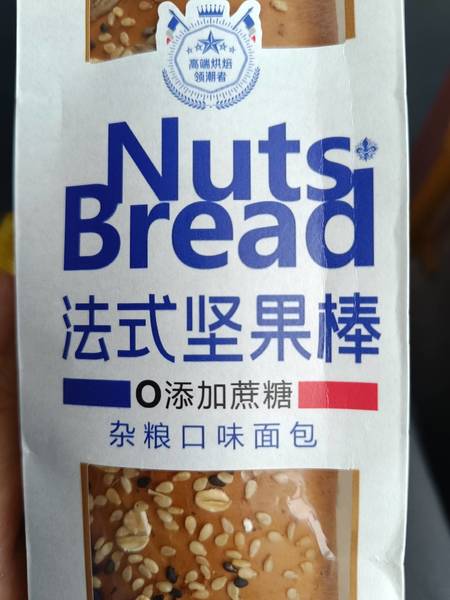 高端烘焙
领潮者
Nuts
Bread
法式坚果棒
0添加蔗糖
杂粮口味面包